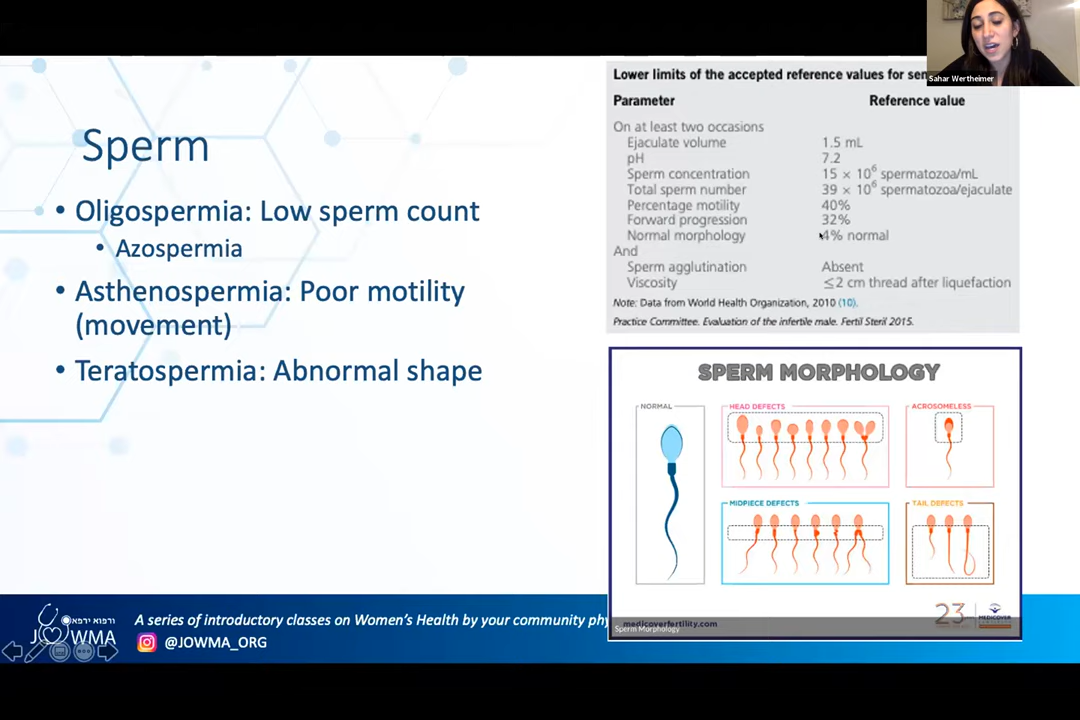 Sahar Wertheimer
Sperm
• Oligospermia: Low sperm count
• Azospermia
• Asthenospermia: Poor motility
(movement)
• Teratospermia: Abnormal shape
Lower limits of the accepted reference values for
Parameter Reference value
On at least two occasions
Ejaculate volume 1.5 mL
pH 7.2
Sperm concentration 15 × 10⁶ spermatozoa/mL
Total sperm number 39 × 10⁶ spermatozoa/ejaculate
Percentage motility 40%
Forward progression 32%
Normal morphology 4% normal
And
Sperm agglutination Absent
Viscosity ≤2 cm thread after liquefaction
Note: Data from World Health Organization, 2010 (10).
Practice Committee. Evaluation of the infertile male. Fertil Steril 2015.
SPERM MORPHOLOGY
NORMAL
HEAD DEFECTS
ACROSOMELESS
MIDPIECE DEFECTS
TAIL DEFECTS
23
MEDICOVER
medicoverfertility.com
Sperm Morphology
ורפוא ירפא
JOWMA
A series of introductory classes on Women's Health by your community
@JOWMA_ORG